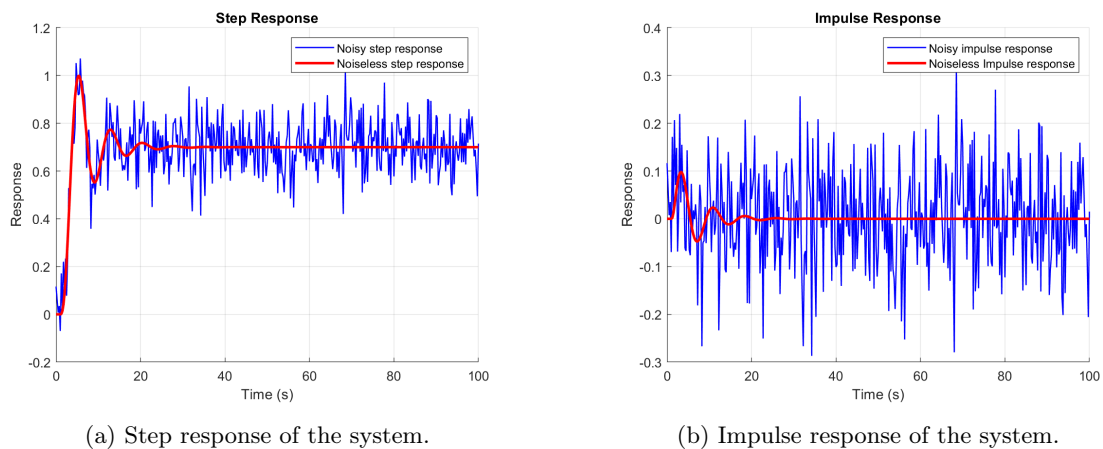 Step Response
1.2
1
0.8
0.6
0.4
0.2
0
-0.2
Response
0 20 40 60 80 100
Time (s)
Noisy step response
Noiseless step response
(a) Step response of the system.
Impulse Response
0.4
0.3
0.2
0.1
0
-0.1
-0.2
-0.3
Response
0 20 40 60 80 100
Time (s)
Noisy impulse response
Noiseless Impulse response
(b) Impulse response of the system.